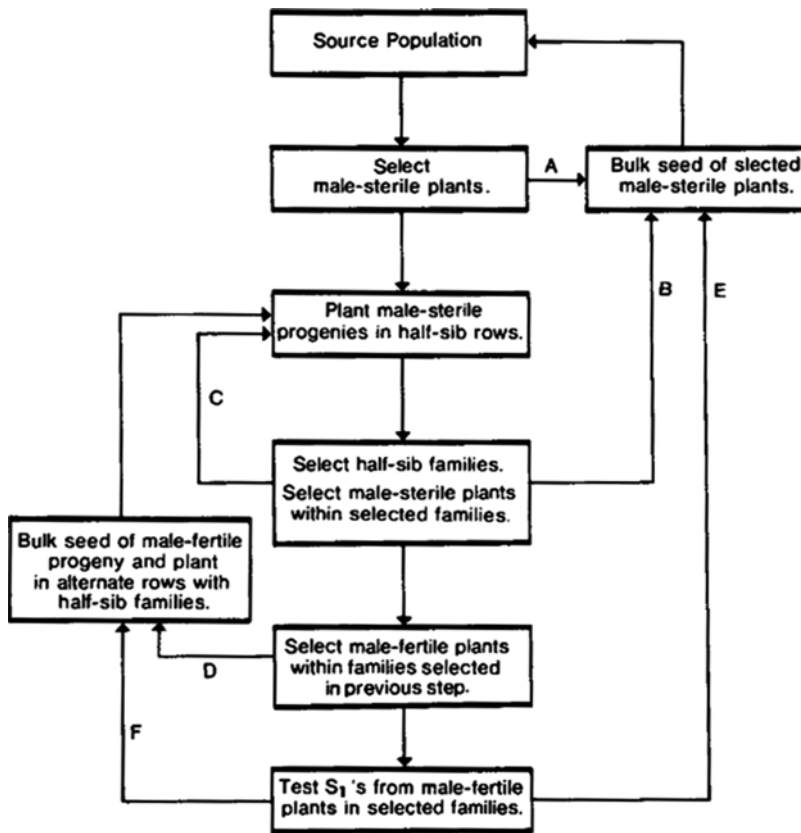 Source Population
Select
male-sterile plants.
A
Bulk seed of slected
male-sterile plants.
Plant male-sterile
progenies in half-sib rows.
B
E
C
Select half-sib families.
Select male-sterile plants
within selected families.
Bulk seed of male-fertile
progeny and plant
in alternate rows with
half-sib families.
Select male-fertile plants
within families selected
in previous step.
D
F
Test S₁'s from male-fertile
plants in selected families.